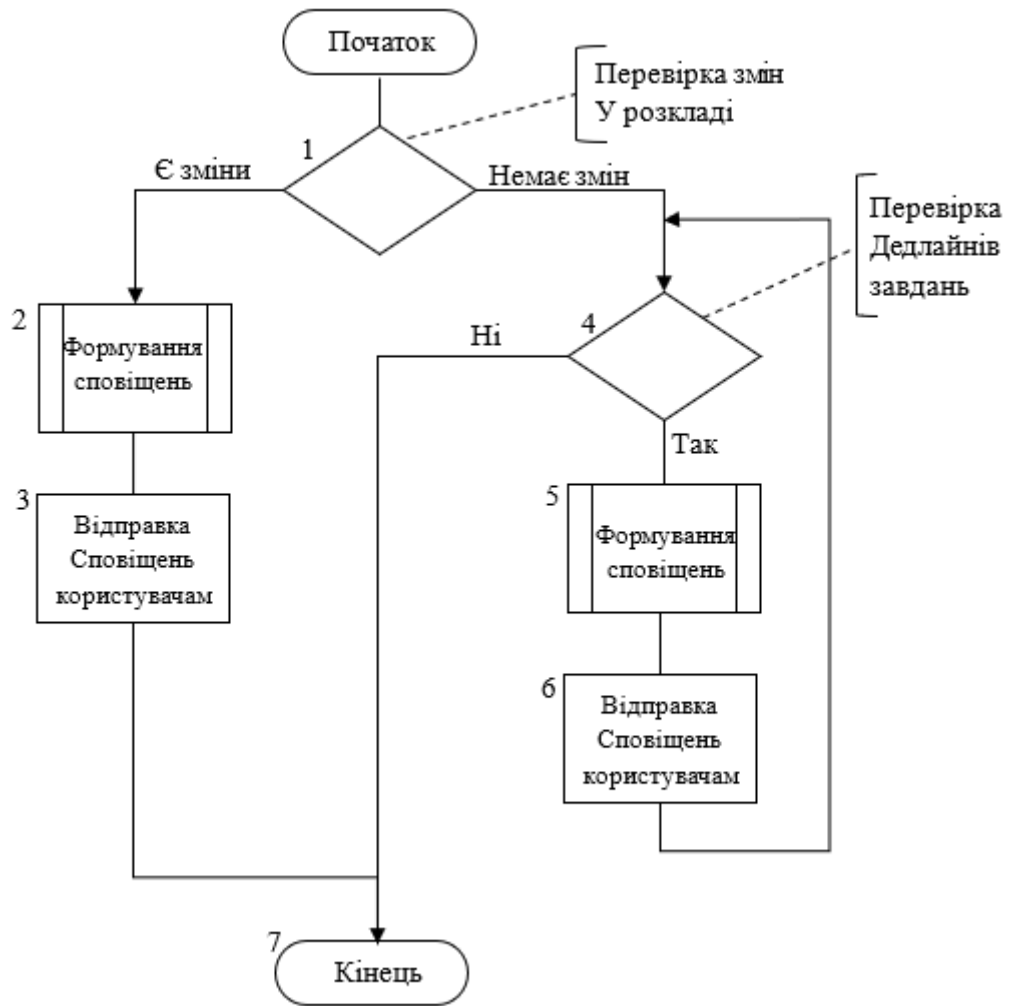 Початок
Перевірка змін
У розкладі
1
Є зміни
Немає змін
Перевірка
Дедлайнів
завдань
2
Формування
сповіщень
4
Ні
Так
3
Відправка
Сповіщень
користувачам
5
Формування
сповіщень
6
Відправка
Сповіщень
користувачам
7
Кінець